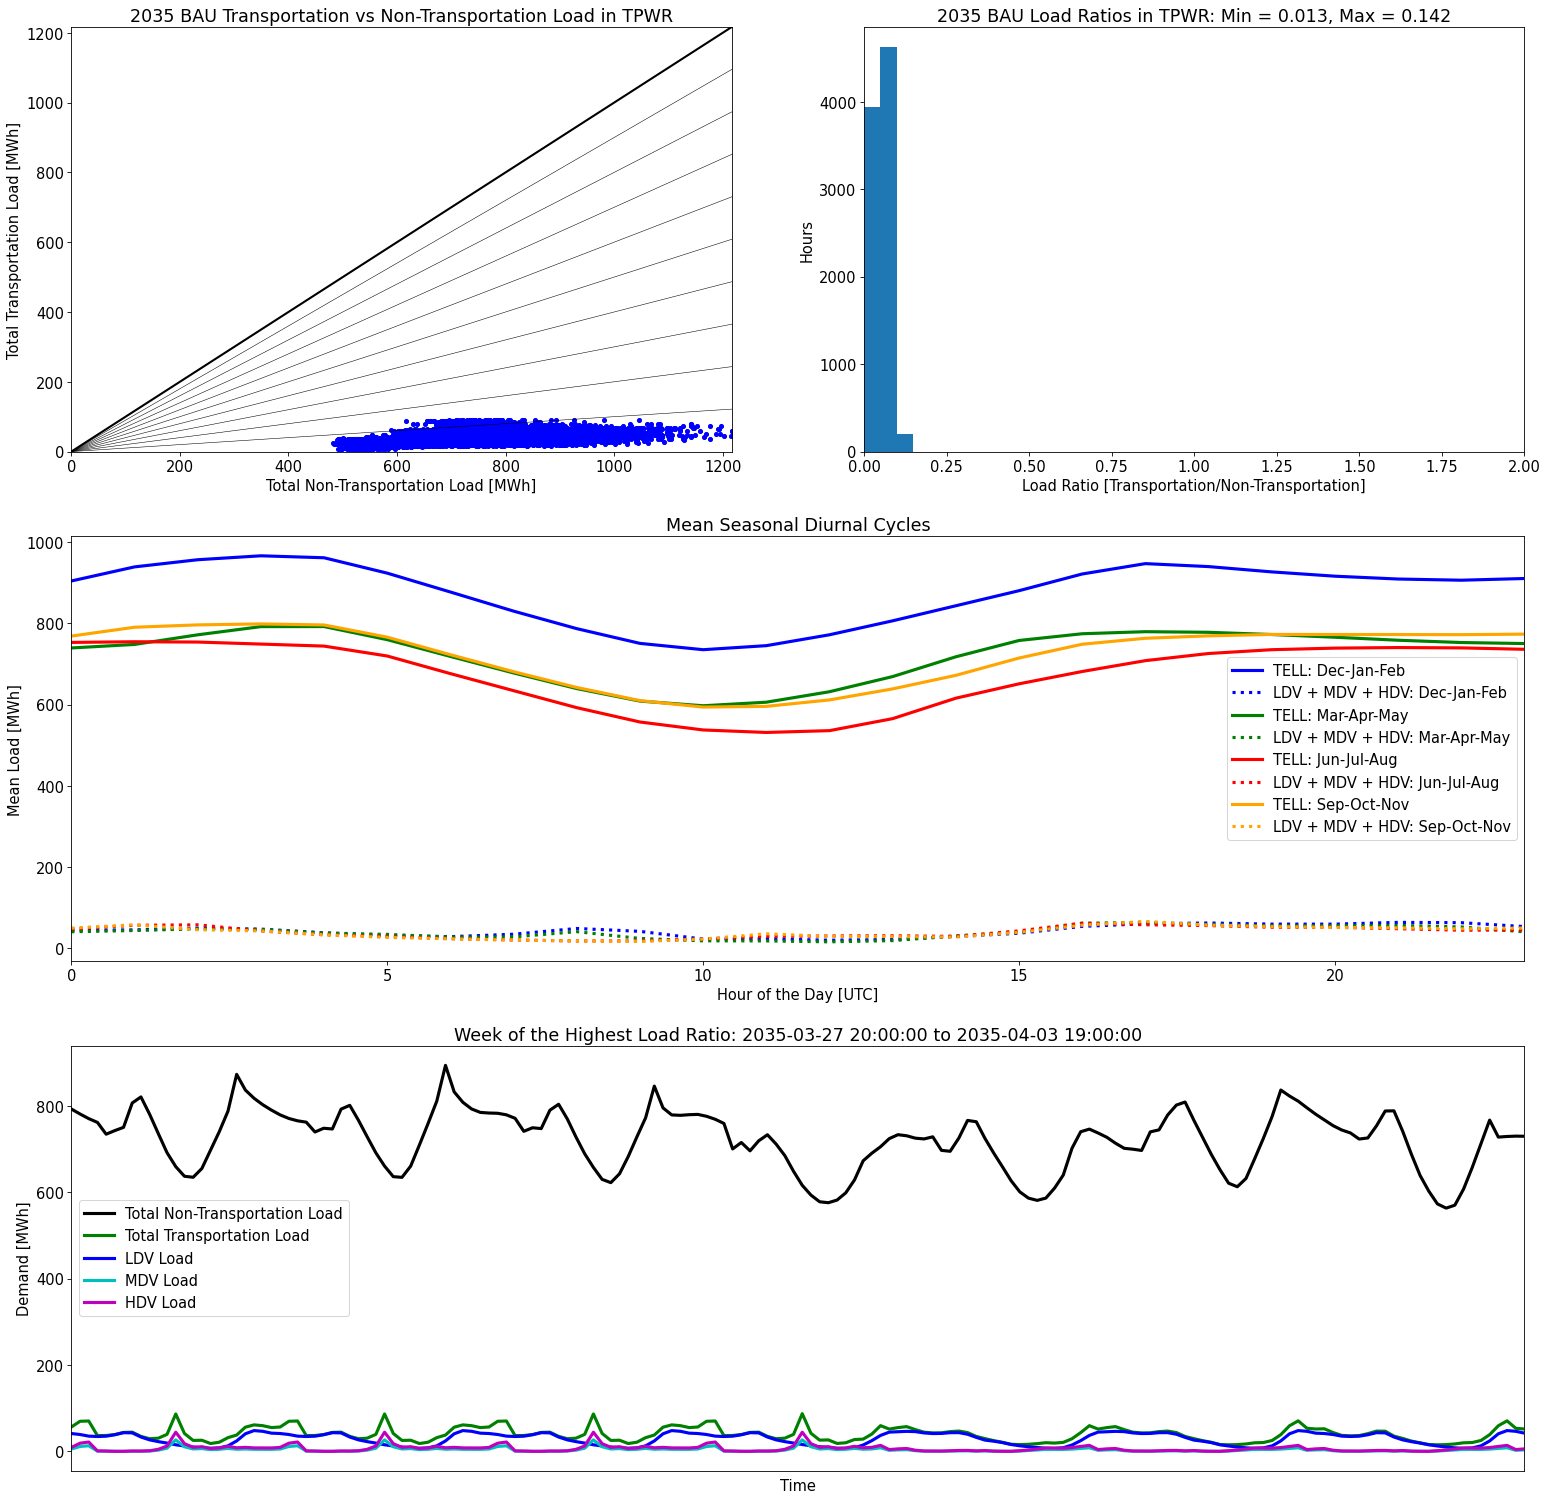 2035 BAU Transportation vs Non-Transportation Load in TPWR
1200
1000
800
600
400
200
0
Total Transportation Load [MWh]
0 200 400 600 800 1000 1200
Total Non-Transportation Load [MWh]
2035 BAU Load Ratios in TPWR: Min = 0.013, Max = 0.142
4000
3000
2000
1000
0
Hours
0.00 0.25 0.50 0.75 1.00 1.25 1.50 1.75 2.00
Load Ratio [Transportation/Non-Transportation]
Mean Seasonal Diurnal Cycles
1000
800
600
400
200
0
Mean Load [MWh]
TELL: Dec-Jan-Feb
LDV + MDV + HDV: Dec-Jan-Feb
TELL: Mar-Apr-May
LDV + MDV + HDV: Mar-Apr-May
TELL: Jun-Jul-Aug
LDV + MDV + HDV: Jun-Jul-Aug
TELL: Sep-Oct-Nov
LDV + MDV + HDV: Sep-Oct-Nov
0 5 10 15 20
Hour of the Day [UTC]
Week of the Highest Load Ratio: 2035-03-27 20:00:00 to 2035-04-03 19:00:00
800
600
400
200
0
Demand [MWh]
Total Non-Transportation Load
Total Transportation Load
LDV Load
MDV Load
HDV Load
Time